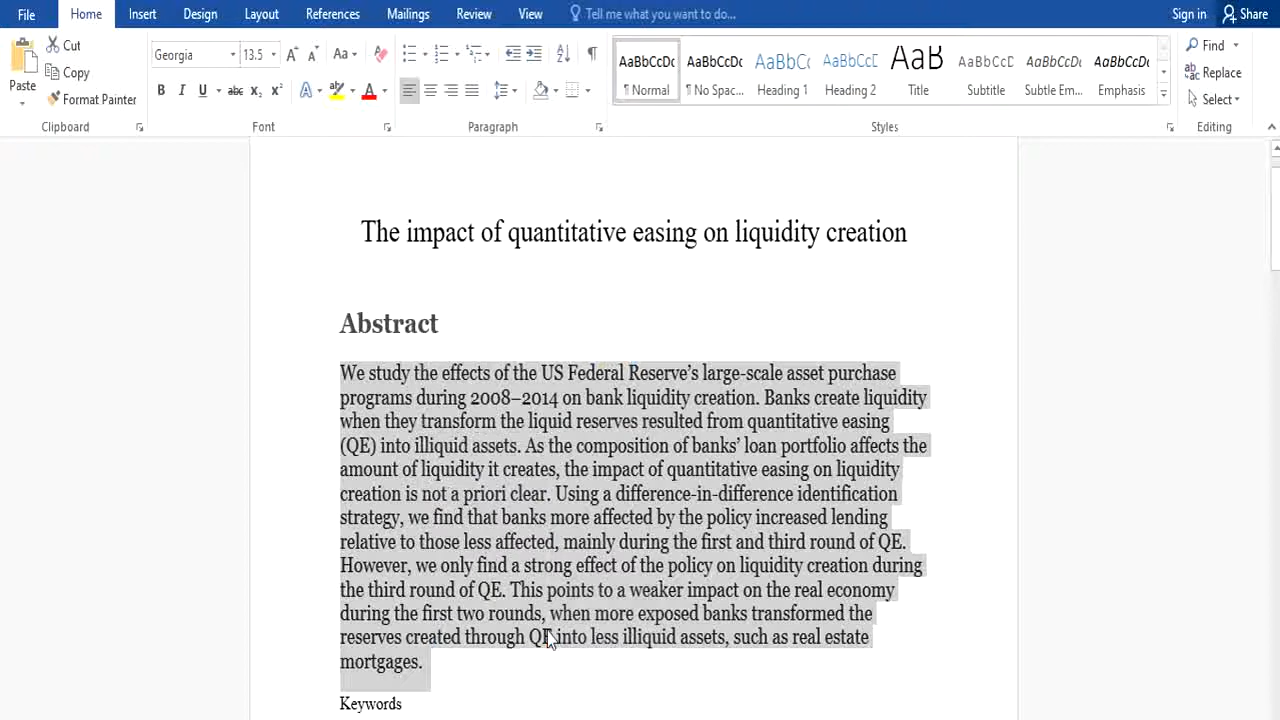 File Home Insert Design Layout References Mailings Review View Tell me what you want to do... Sign in Share
Cut
Copy
Format Painter
Paste
Clipboard
Georgia 13.5 Aa
B I U abc x₂ x² A ab A
Font
Paragraph
AaBbCcDc AaBbCcDc AaBbCc AaBbCcE AaB AaBbCcD AaBbCcDc AaBbCcDc
¶ Normal ¶ No Spac... Heading 1 Heading 2 Title Subtitle Subtle Em... Emphasis
Styles
Find
Replace
Select
Editing
The impact of quantitative easing on liquidity creation
Abstract
We study the effects of the US Federal Reserve’s large-scale asset purchase
programs during 2008–2014 on bank liquidity creation. Banks create liquidity
when they transform the liquid reserves resulted from quantitative easing
(QE) into illiquid assets. As the composition of banks’ loan portfolio affects the
amount of liquidity it creates, the impact of quantitative easing on liquidity
creation is not a priori clear. Using a difference-in-difference identification
strategy, we find that banks more affected by the policy increased lending
relative to those less affected, mainly during the first and third round of QE.
However, we only find a strong effect of the policy on liquidity creation during
the third round of QE. This points to a weaker impact on the real economy
during the first two rounds, when more exposed banks transformed the
reserves created through QE into less illiquid assets, such as real estate
mortgages.
Keywords